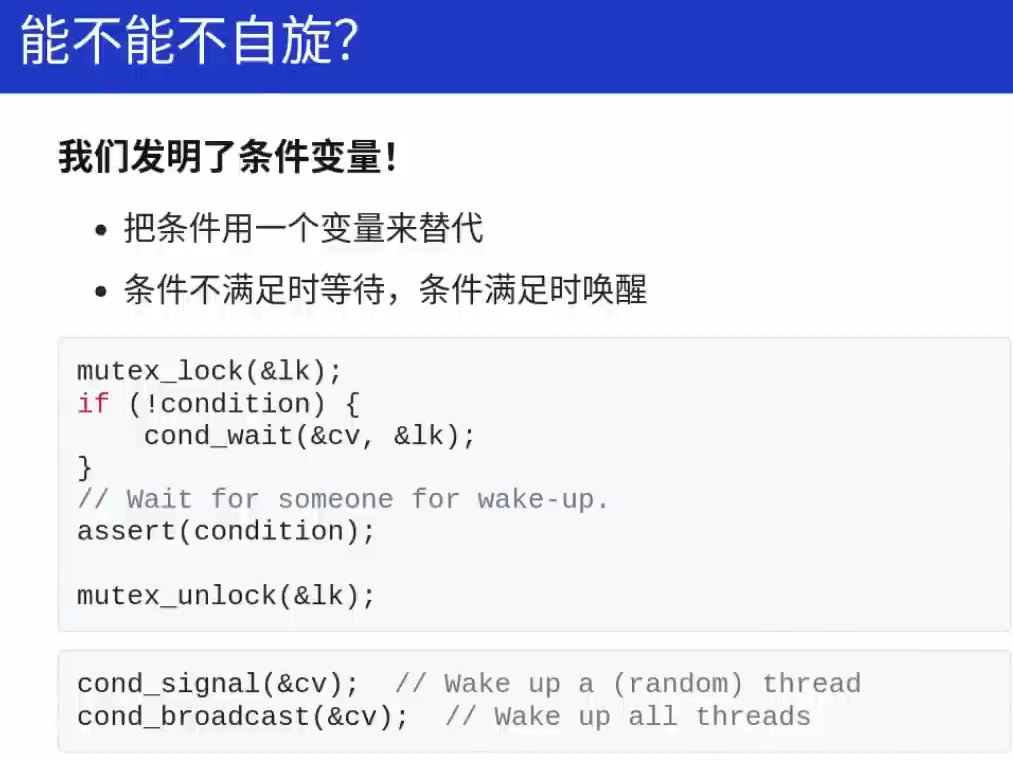 能不能不自旋？
我们发明了条件变量！
• 把条件用一个变量来替代
• 条件不满足时等待，条件满足时唤醒
mutex_lock(&lk);
if (!condition) {
    cond_wait(&cv, &lk);
}
// Wait for someone for wake-up.
assert(condition);

mutex_unlock(&lk);
cond_signal(&cv);  // Wake up a (random) thread
cond_broadcast(&cv);  // Wake up all threads